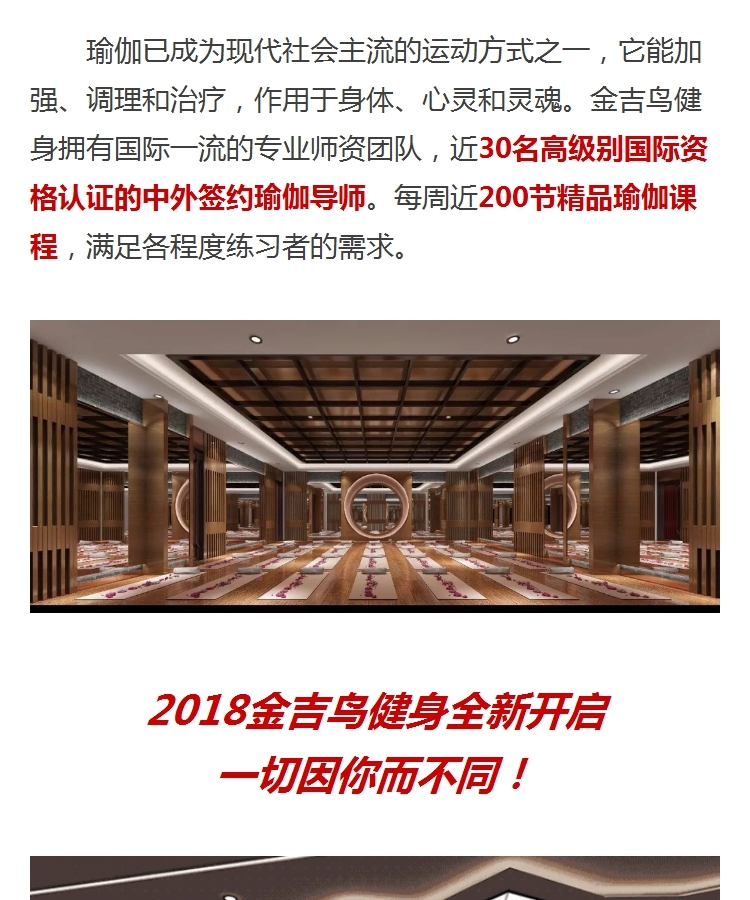 瑜伽已成为现代社会主流的运动方式之一，它能加
强、调理和治疗，作用于身体、心灵和灵魂。金吉鸟健
身拥有国际一流的专业师资团队，近30名高级别国际资
格认证的中外签约瑜伽导师。每周近200节精品瑜伽课
程，满足各程度练习者的需求。
2018金吉鸟健身全新开启
一切因你而不同！